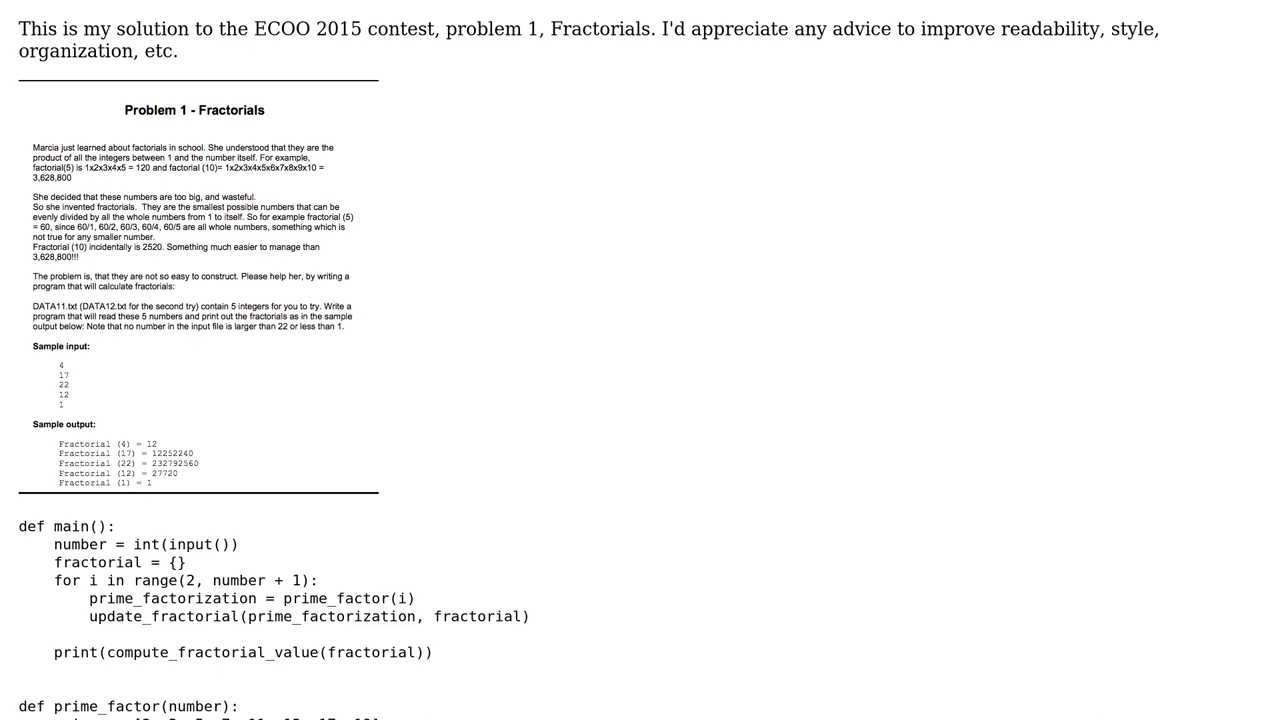 This is my solution to the ECOO 2015 contest, problem 1, Fractorials. I'd appreciate any advice to improve readability, style,
organization, etc.
Problem 1 - Fractorials
Marcia just learned about factorials in school. She understood that they are the
product of all the integers between 1 and the number itself. For example,
factorial(5) is 1x2x3x4x5 = 120 and factorial (10)= 1x2x3x4x5x6x7x8x9x10 =
3,628,800
She decided that these numbers are too big, and wasteful.
So she invented fractorials. They are the smallest possible numbers that can be
evenly divided by all the whole numbers from 1 to itself. So for example fractorial (5)
= 60, since 60/1, 60/2, 60/3, 60/4, 60/5 are all whole numbers, something which is
not true for any smaller number.
Fractorial (10) incidentally is 2520. Something much easier to manage than
3,628,800!!!
The problem is, that they are not so easy to construct. Please help her, by writing a
program that will calculate fractorials:
DATA11.txt (DATA12.txt for the second try) contain 5 integers for you to try. Write a
program that will read these 5 numbers and print out the fractorials as in the sample
output below: Note that no number in the input file is larger than 22 or less than 1.
Sample input:
4
17
22
12
1
Sample output:
Fractorial (4) = 12
Fractorial (17) = 12252240
Fractorial (22) = 232792560
Fractorial (12) = 27720
Fractorial (1) = 1
def main():
    number = int(input())
    fractorial = {}
    for i in range(2, number + 1):
        prime_factorization = prime_factor(i)
        update_fractorial(prime_factorization, fractorial)
    print(compute_fractorial_value(fractorial))
def prime_factor(number):